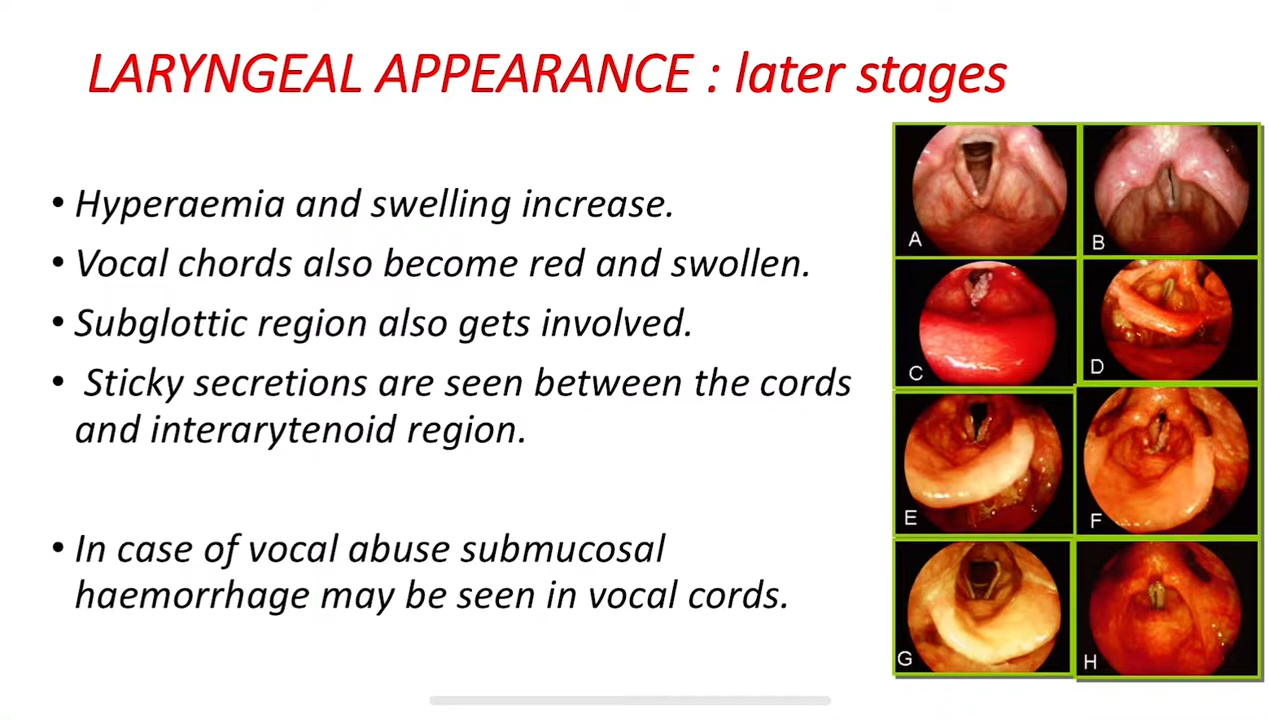 LARYNGEAL APPEARANCE : later stages
• Hyperaemia and swelling increase.
• Vocal chords also become red and swollen.
• Subglottic region also gets involved.
• Sticky secretions are seen between the cords
and interarytenoid region.
• In case of vocal abuse submucosal
haemorrhage may be seen in vocal cords.
A
B
C
D
E
F
G
H